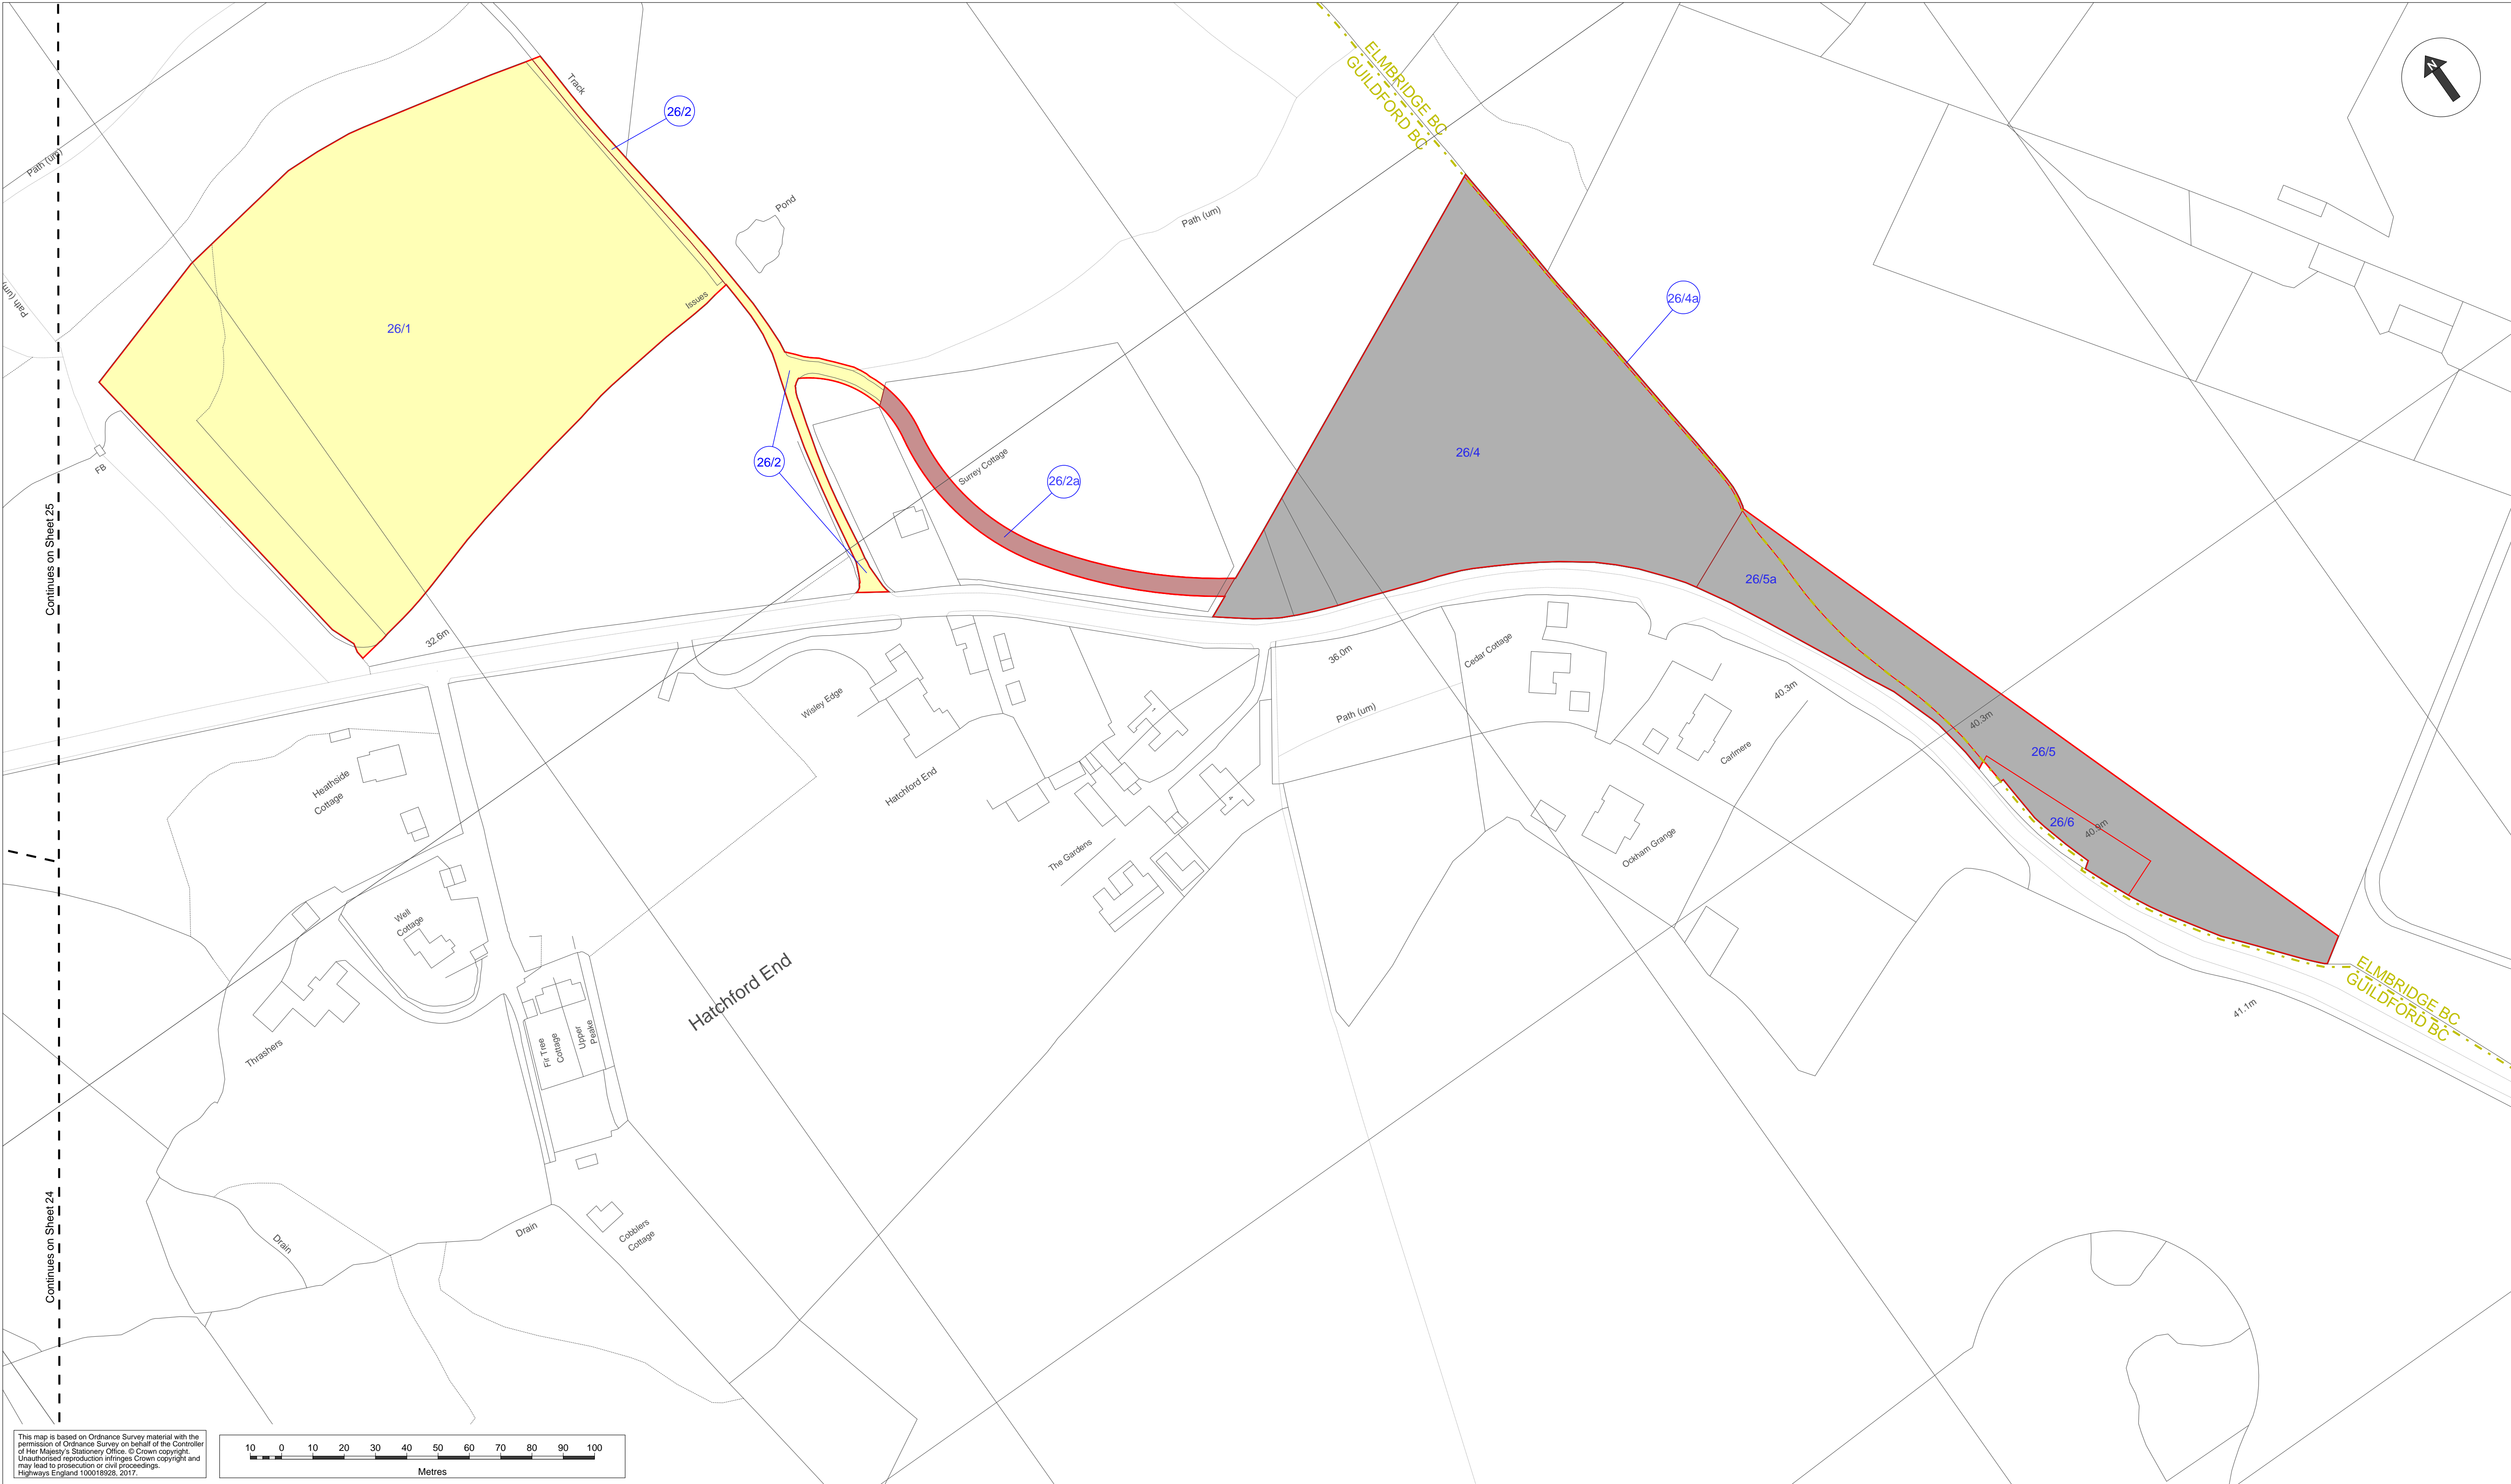 ELMBRIDGE BC
GUILDFORD BC
N
Track
26/2
Path (um)
Pond
Path (um)
Path (um)
Issues
26/1
26/4a
26/4
26/2
Surrey Cottage
26/2a
FB
Continues on Sheet 25
26/5a
32.6m
36.0m
Cedar Cottage
40.3m
Wisley Edge
Path (um)
40.3m
26/5
Carlmere
1
Heathside
Cottage
Hatchford End
4
26/6
40.9m
The Gardens
Ockham Grange
Well
Cottage
Hatchford End
ELMBRIDGE BC
GUILDFORD BC
41.1m
Thrashers
Fir Tree
Cottage
Upper
Peake
Continues on Sheet 24
Drain
Drain
Cobblers
Cottage
This map is based on Ordnance Survey material with the
permission of Ordnance Survey on behalf of the Controller
of Her Majesty's Stationery Office. © Crown copyright.
Unauthorised reproduction infringes Crown copyright and
may lead to prosecution or civil proceedings.
Highways England 100018928, 2017.
10 0 10 20 30 40 50 60 70 80 90 100
Metres